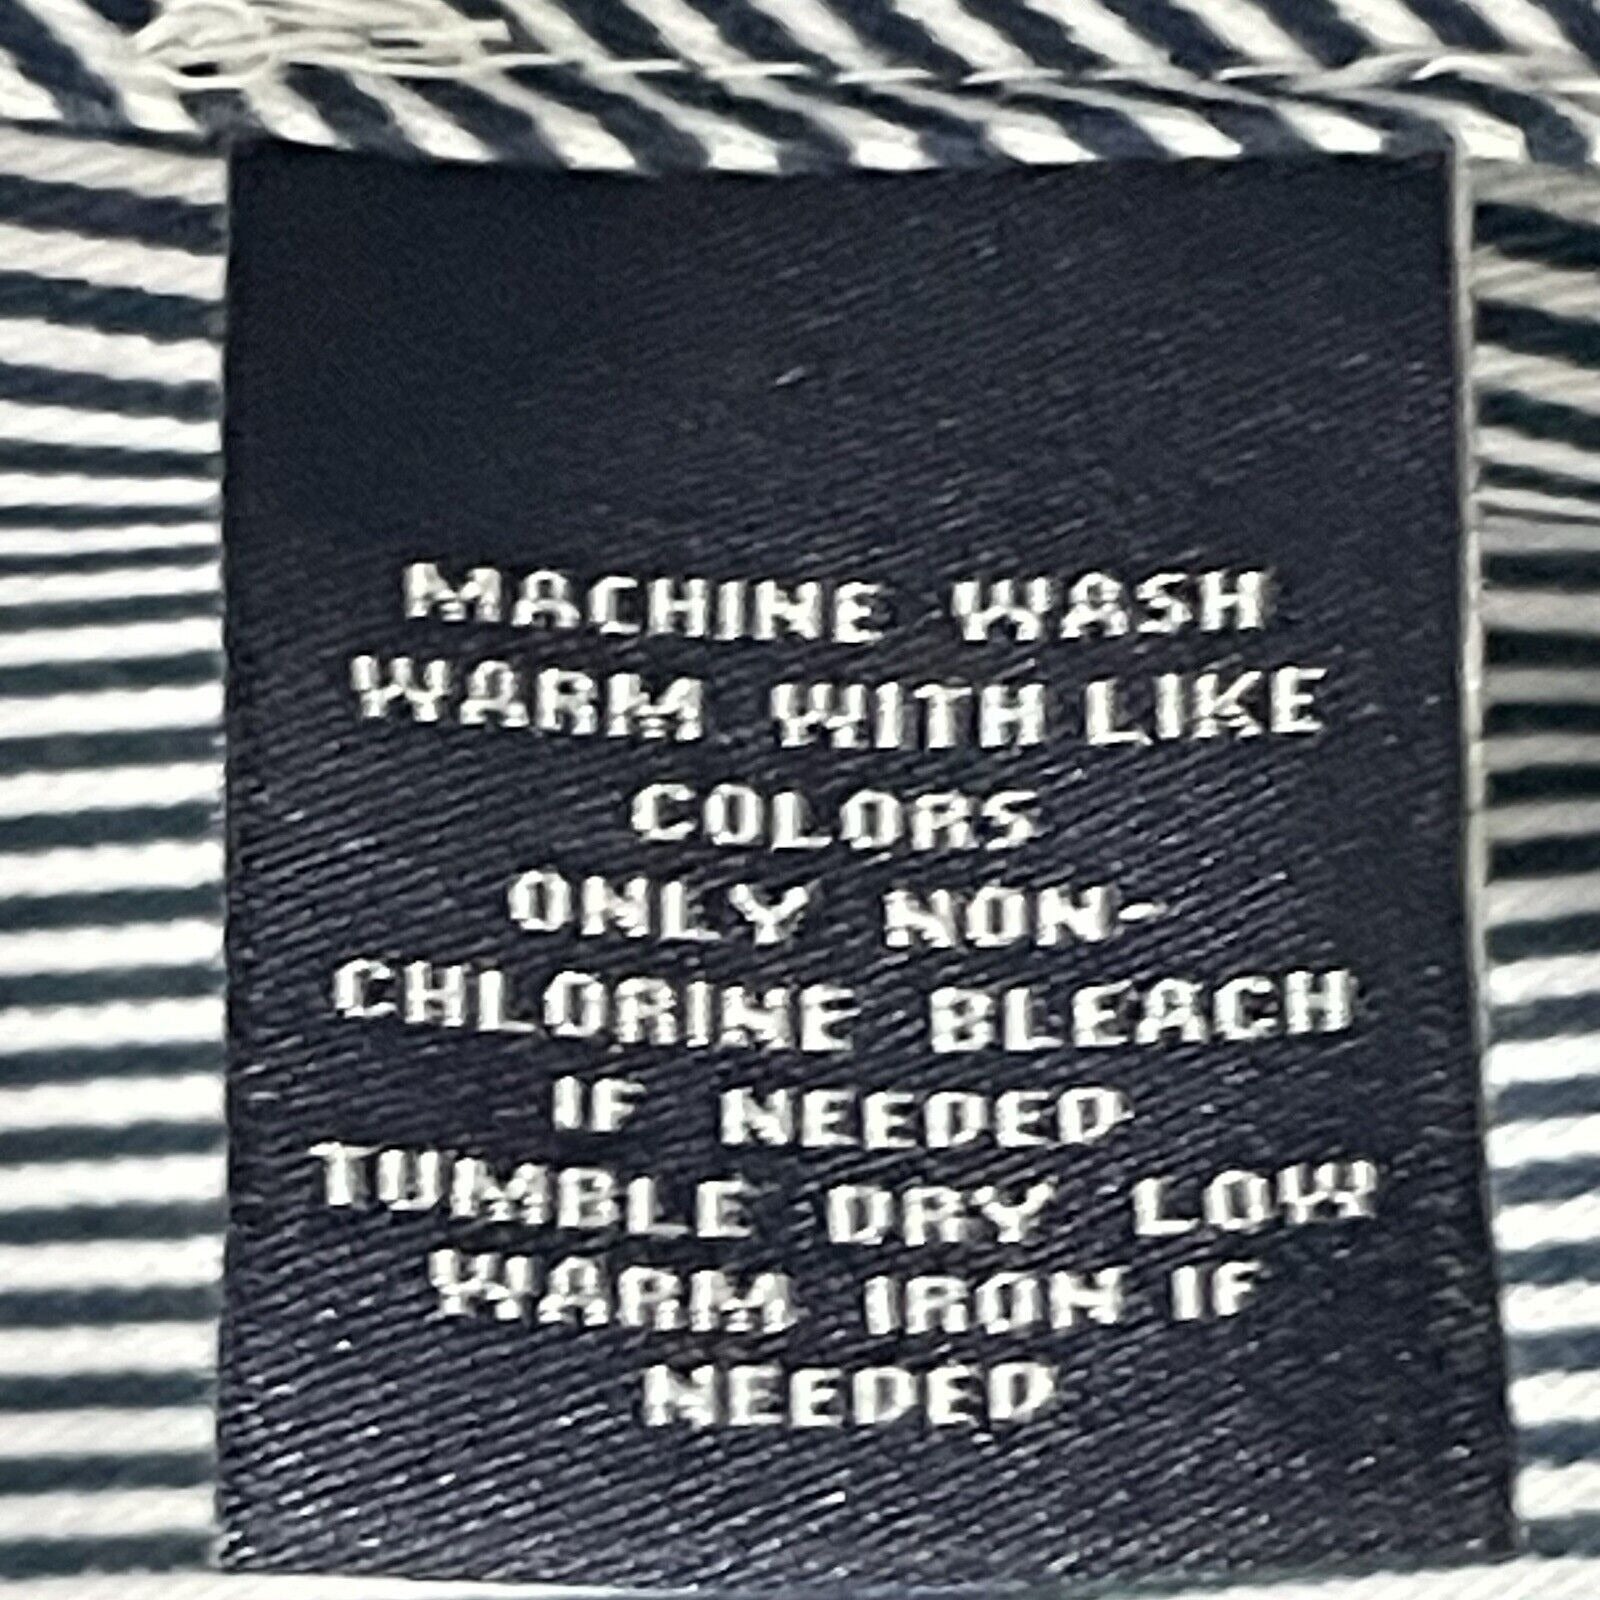 MACHINE WASH
WARM WITH LIKE
COLORS
ONLY NON-
CHLORINE BLEACH
IF NEEDED
TUMBLE DRY LOW
WARM IRON IF
NEEDED